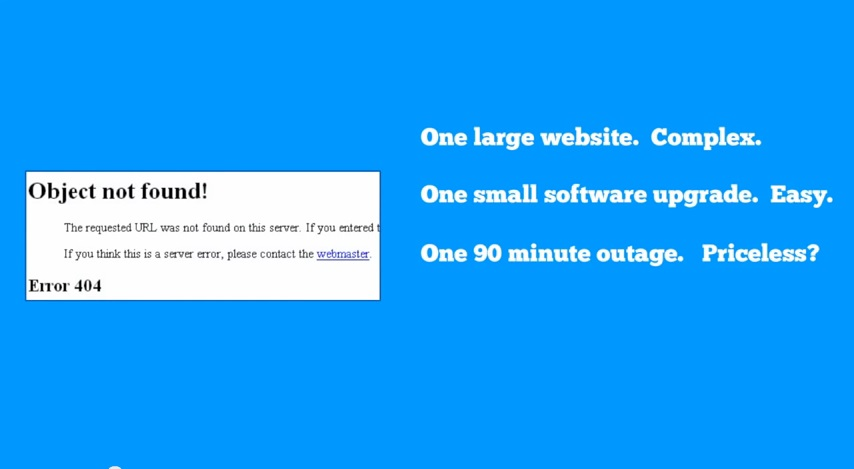 Object not found!
The requested URL was not found on this server. If you entered t
If you think this is a server error, please contact the webmaster.
Error 404
One large website.  Complex.
One small software upgrade.  Easy.
One 90 minute outage.   Priceless?